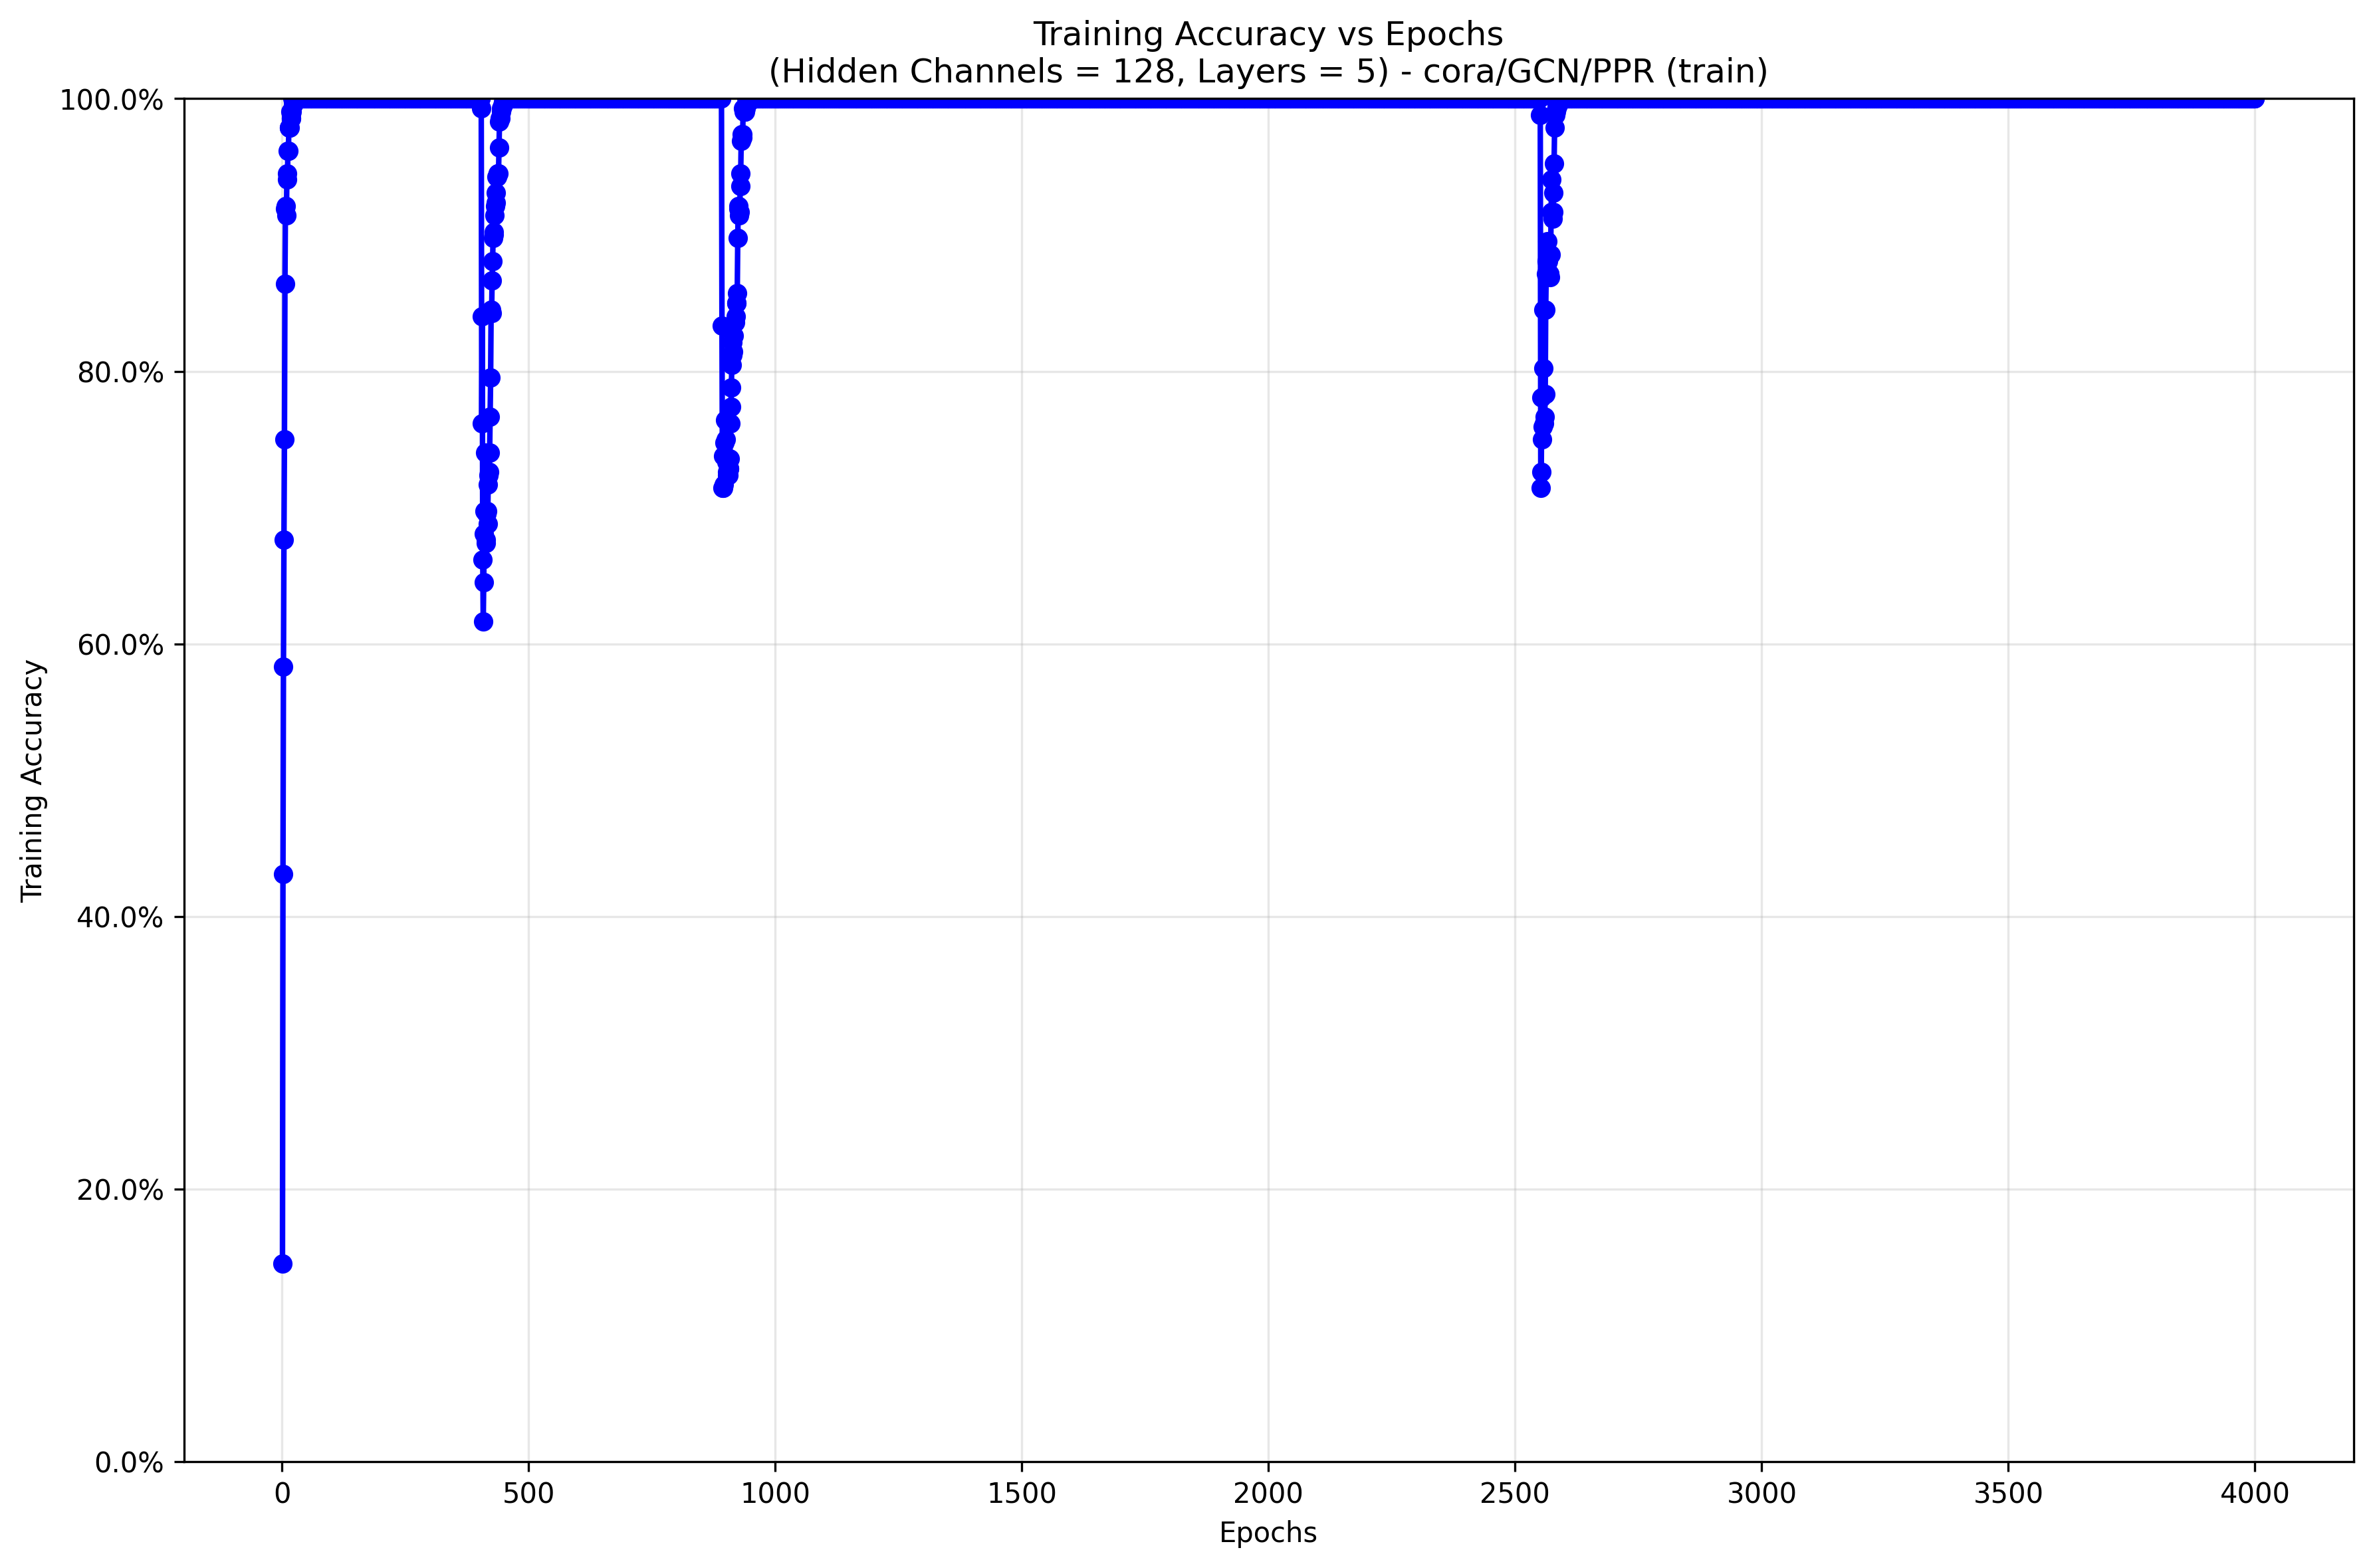 Training Accuracy vs Epochs
(Hidden Channels = 128, Layers = 5) - cora/GCN/PPR (train)
100.0%
80.0%
60.0%
40.0%
20.0%
0.0%
Training Accuracy
0 500 1000 1500 2000 2500 3000 3500 4000
Epochs